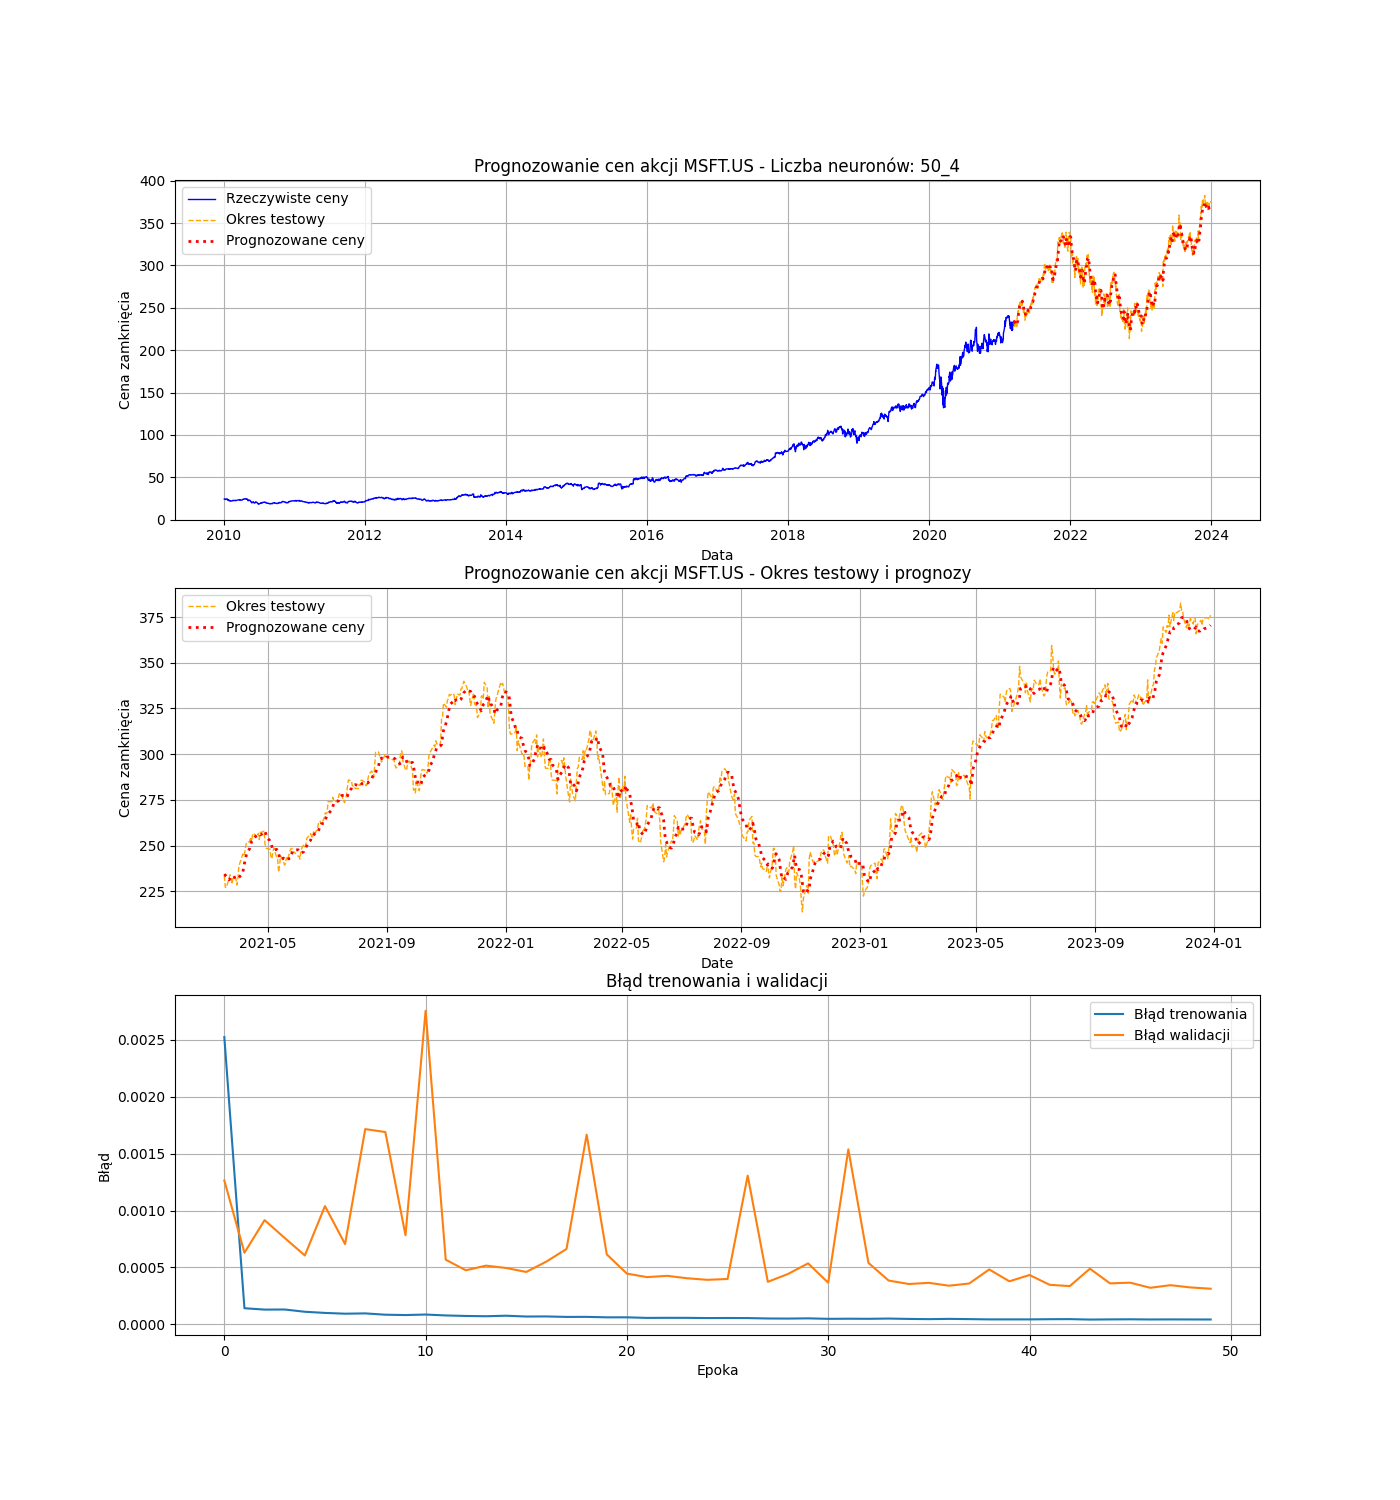 Prognozowanie cen akcji MSFT.US - Liczba neuronów: 50_4
400
350
300
250
200
150
100
50
0
Cena zamknięcia
Rzeczywiste ceny
Okres testowy
Prognozowane ceny
2010 2012 2014 2016 2018 2020 2022 2024
Data
Prognozowanie cen akcji MSFT.US - Okres testowy i prognozy
375
350
325
300
275
250
225
Cena zamknięcia
Okres testowy
Prognozowane ceny
2021-05 2021-09 2022-01 2022-05 2022-09 2023-01 2023-05 2023-09 2024-01
Date
Błąd trenowania i walidacji
0.0025
0.0020
0.0015
0.0010
0.0005
0.0000
Błąd
Błąd trenowania
Błąd walidacji
0 10 20 30 40 50
Epoka